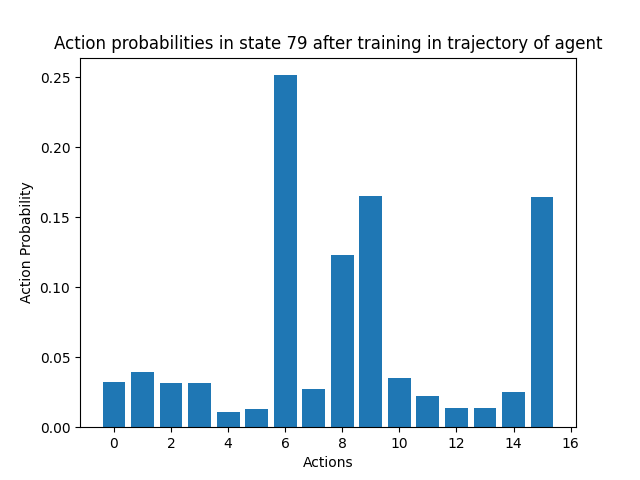 Action probabilities in state 79 after training in trajectory of agent
0.25
0.20
0.15
0.10
0.05
0.00
Action Probability
0 2 4 6 8 10 12 14 16
Actions